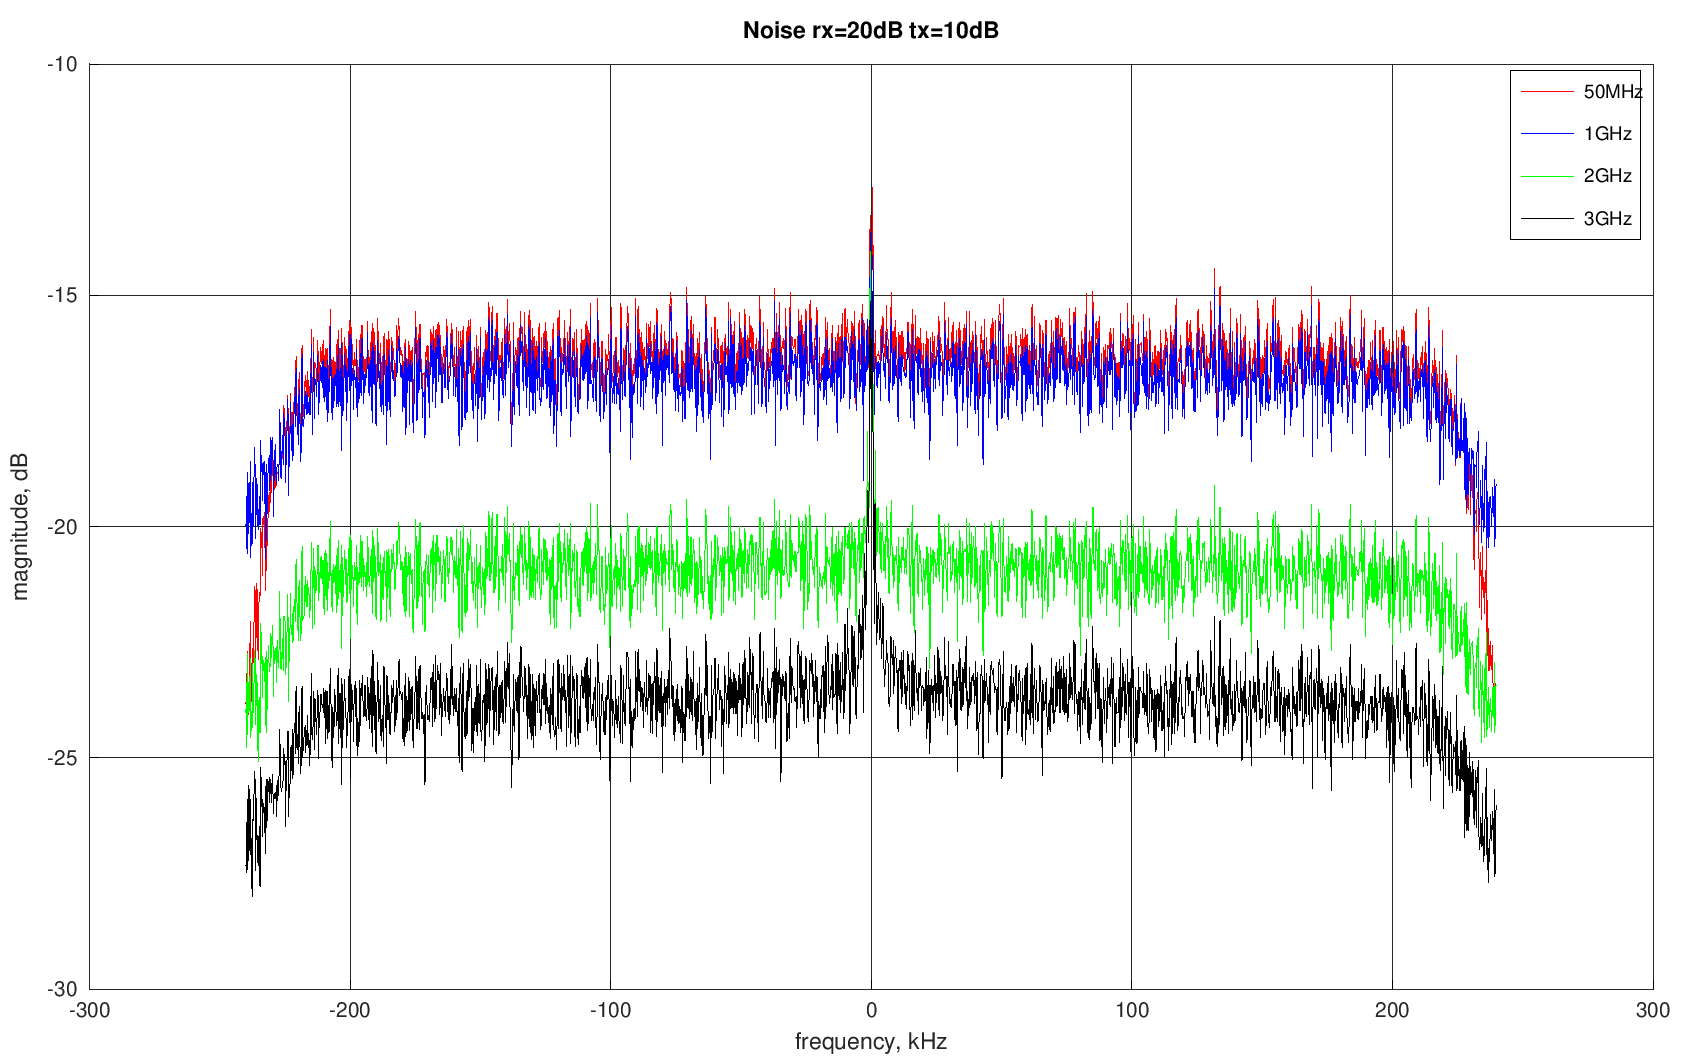 Noise rx=20dB tx=10dB
-10
-15
-20
-25
-30
magnitude, dB
50MHz
1GHz
2GHz
3GHz
-300 -200 -100 0 100 200 300
frequency, kHz